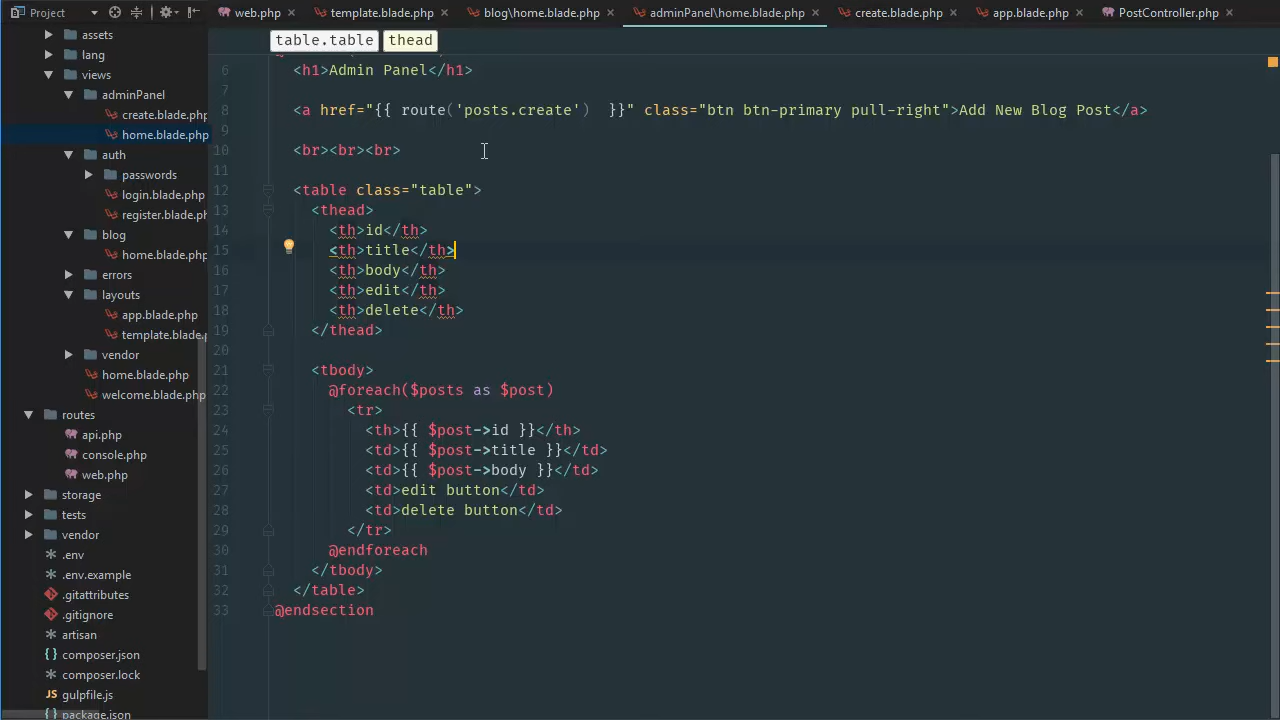 Project
web.php
template.blade.php
blog\home.blade.php
adminPanel\home.blade.php
create.blade.php
app.blade.php
PostController.php
assets
lang
views
adminPanel
create.blade.php
home.blade.php
auth
passwords
login.blade.php
register.blade.ph
blog
home.blade.php
errors
layouts
app.blade.php
template.blade.p
vendor
home.blade.php
welcome.blade.php
routes
api.php
console.php
web.php
storage
tests
vendor
.env
.env.example
.gitattributes
.gitignore
artisan
composer.json
composer.lock
gulpfile.js
package.json
table.table thead
6 <h1>Admin Panel</h1>
7
8 <a href="{{ route('posts.create')  }}" class="btn btn-primary pull-right">Add New Blog Post</a>
9
10 <br><br><br>
11
12 <table class="table">
13 <thead>
14 <th>id</th>
15 <th>title</th>
16 <th>body</th>
17 <th>edit</th>
18 <th>delete</th>
19 </thead>
20
21 <tbody>
22 @foreach($posts as $post)
23 <tr>
24 <th>{{ $post->id }}</th>
25 <td>{{ $post->title }}</td>
26 <td>{{ $post->body }}</td>
27 <td>edit button</td>
28 <td>delete button</td>
29 </tr>
30 @endforeach
31 </tbody>
32 </table>
33 @endsection